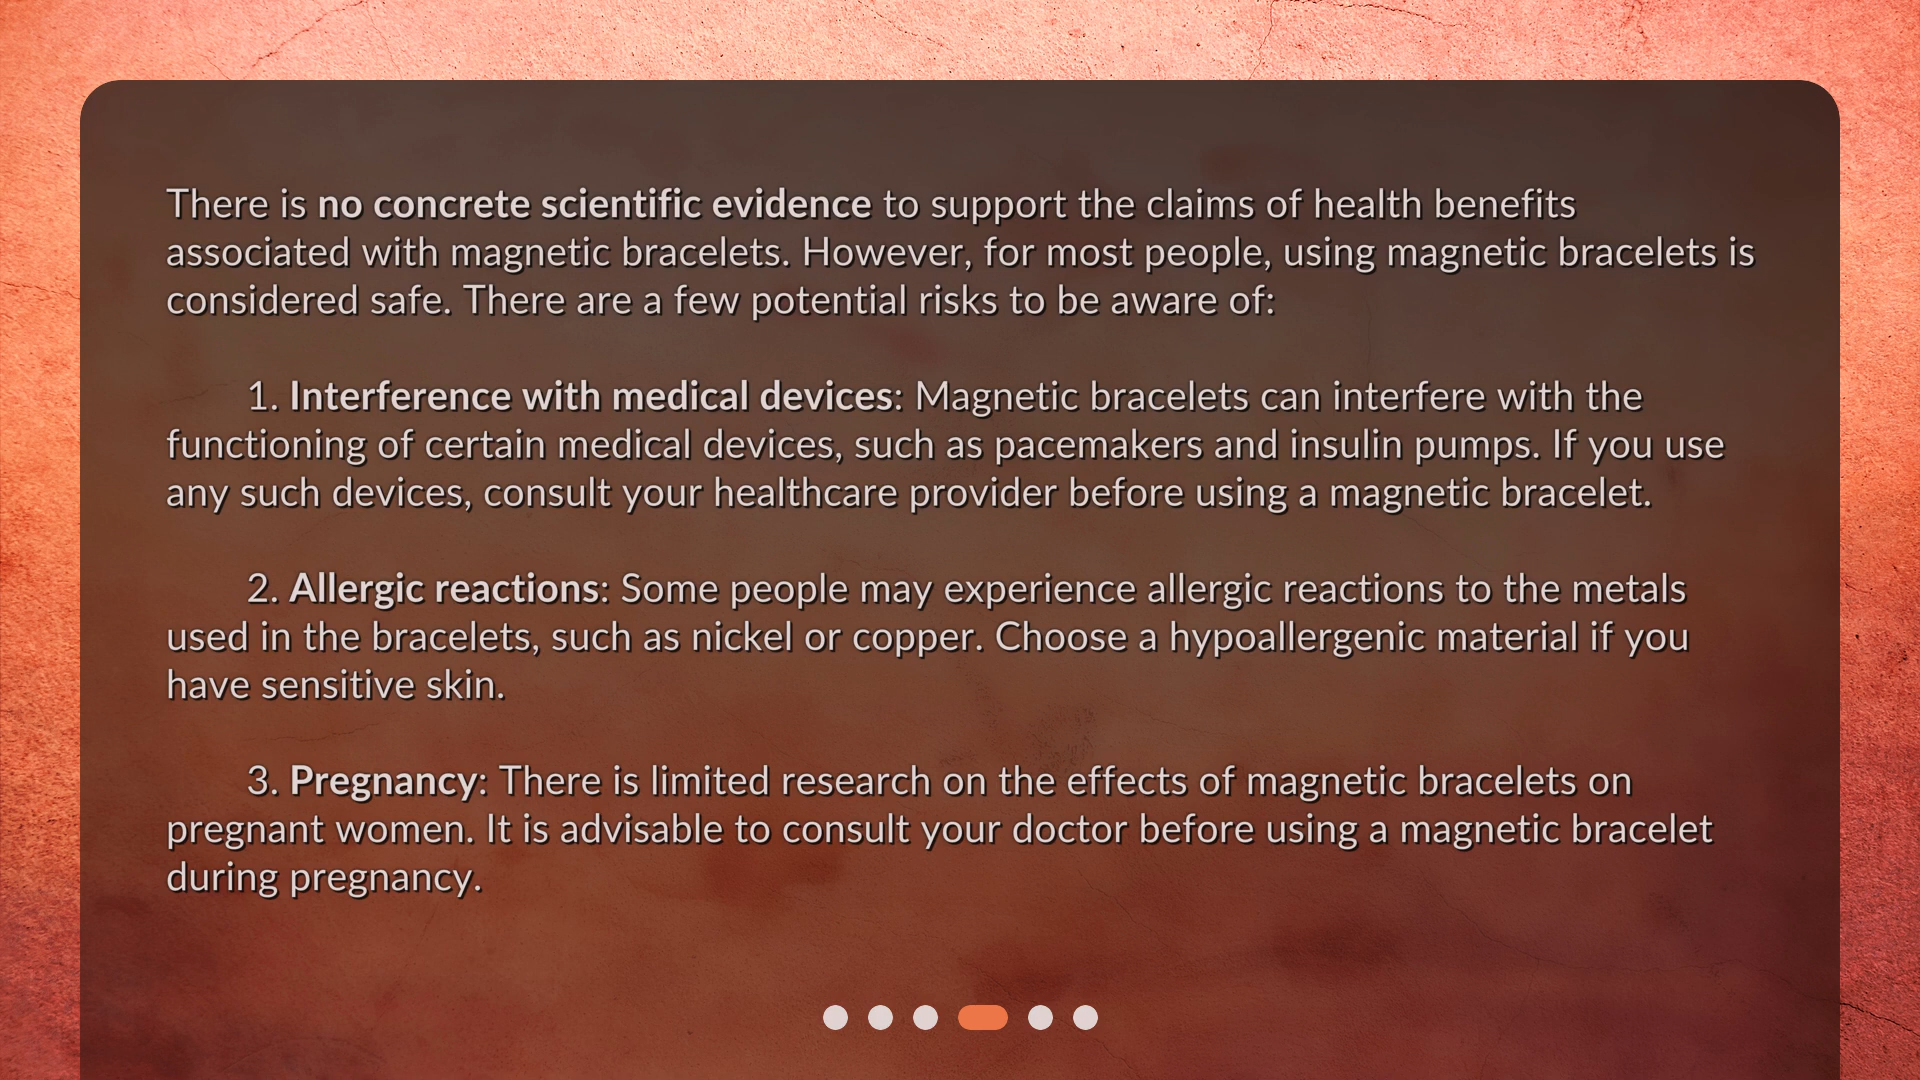 There is no concrete scientific evidence to support the claims of health benefits
associated with magnetic bracelets. However, for most people, using magnetic bracelets is
considered safe. There are a few potential risks to be aware of:
1. Interference with medical devices: Magnetic bracelets can interfere with the
functioning of certain medical devices, such as pacemakers and insulin pumps. If you use
any such devices, consult your healthcare provider before using a magnetic bracelet.
2. Allergic reactions: Some people may experience allergic reactions to the metals
used in the bracelets, such as nickel or copper. Choose a hypoallergenic material if you
have sensitive skin.
3. Pregnancy: There is limited research on the effects of magnetic bracelets on
pregnant women. It is advisable to consult your doctor before using a magnetic bracelet
during pregnancy.